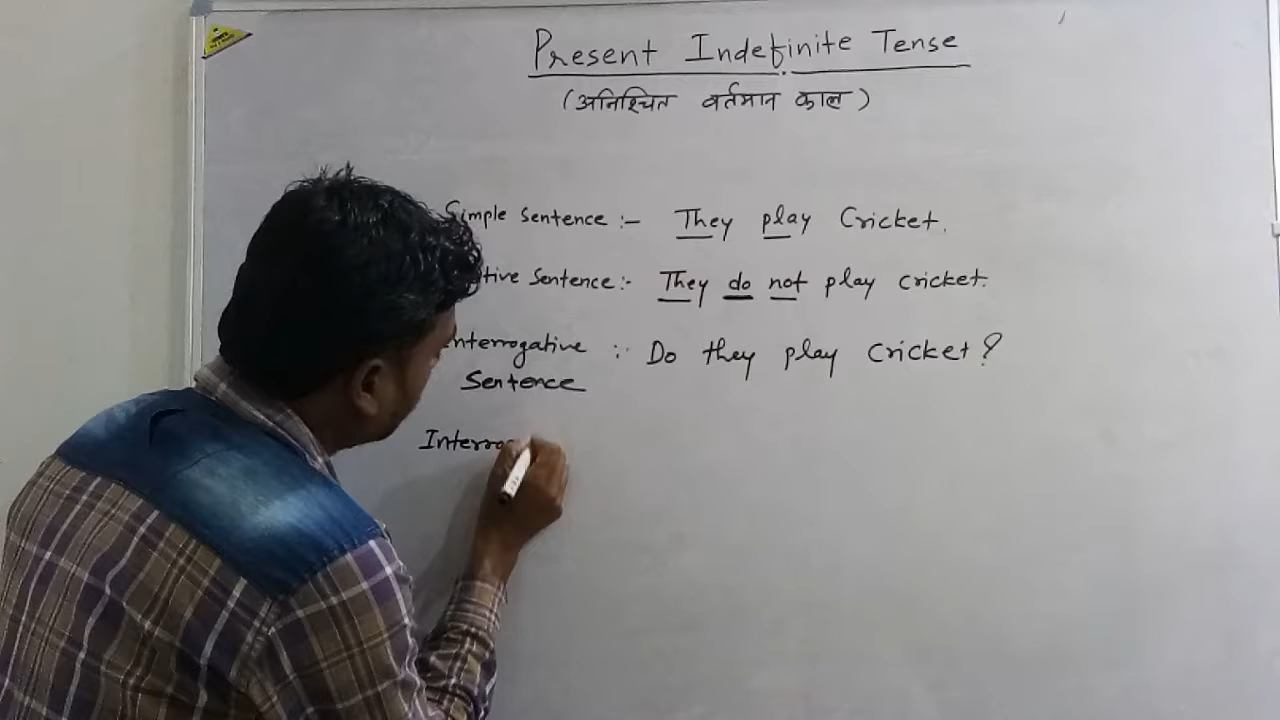 Present Indefinite Tense
(अनिश्चित वर्तमान काल)
Simple Sentence :- They play Cricket.
Sentence:- They do not play cricket.
Interrogative :- Do they play Cricket?
Sentence